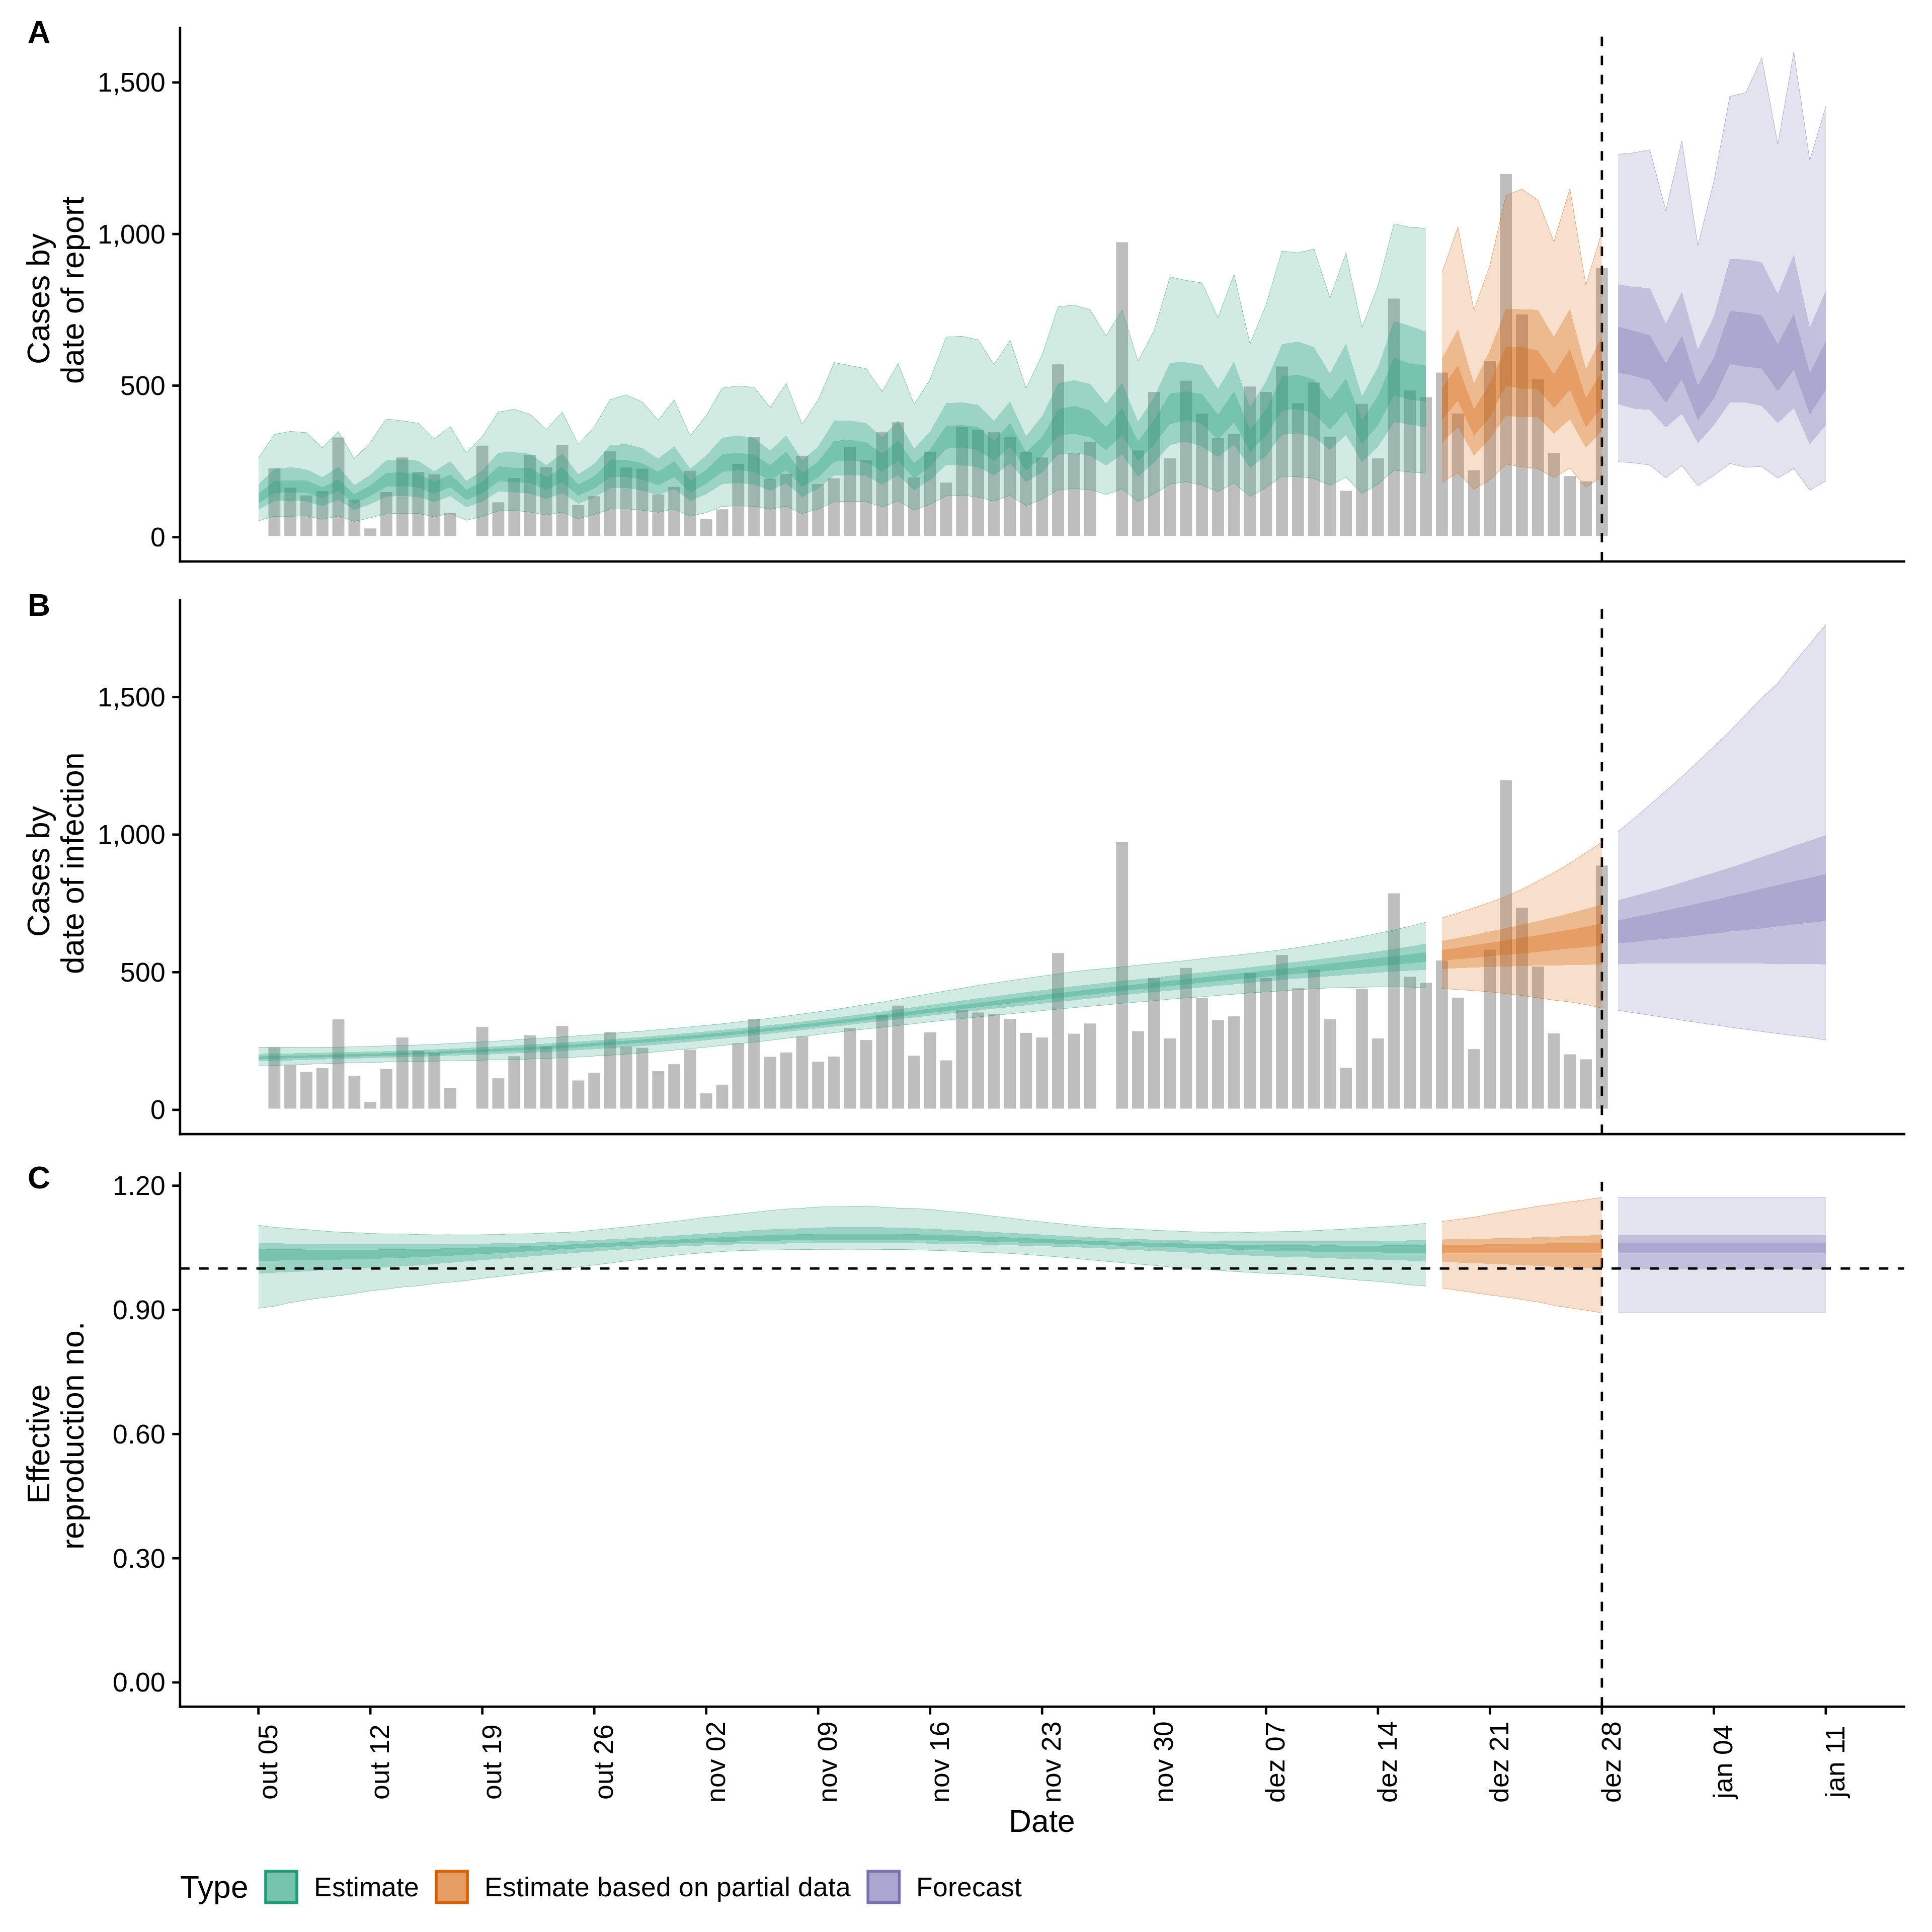 A
Cases by
date of report
1,500
1,000
500
0
B
Cases by
date of infection
1,500
1,000
500
0
C
Effective
reproduction no.
1.20
0.90
0.60
0.30
0.00
out 05
out 12
out 19
out 26
nov 02
nov 09
nov 16
nov 23
nov 30
dez 07
dez 14
dez 21
dez 28
jan 04
jan 11
Date
Type Estimate Estimate based on partial data Forecast